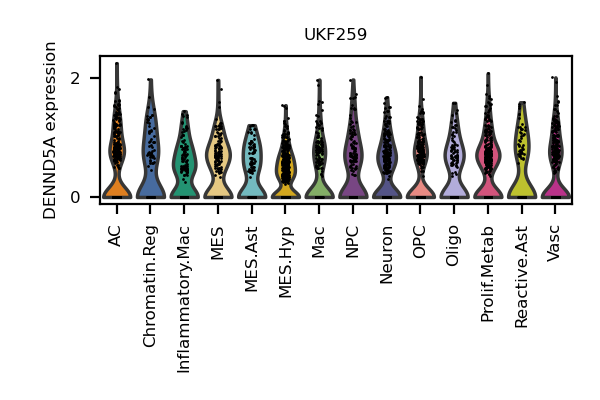 UKF259
DENND5A expression
2
0
AC
Chromatin.Reg
Inflammatory.Mac
MES
MES.Ast
MES.Hyp
Mac
NPC
Neuron
OPC
Oligo
Prolif.Metab
Reactive.Ast
Vasc